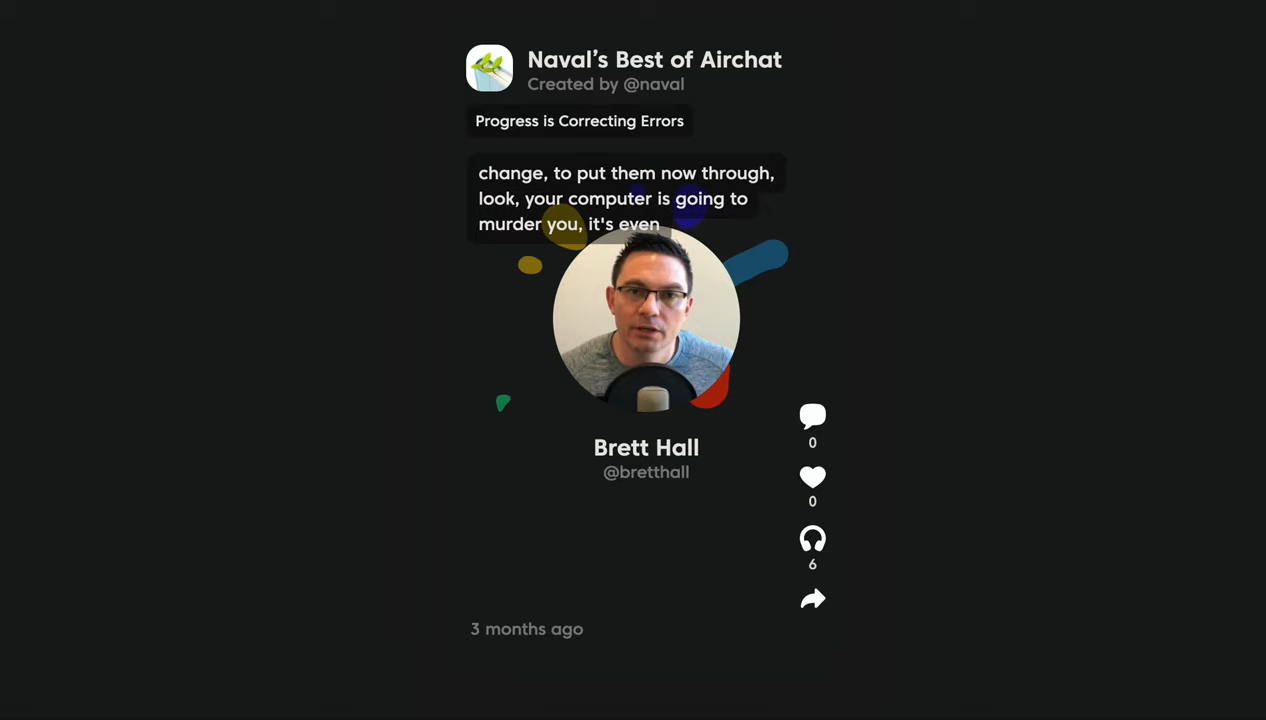 Naval’s Best of Airchat
Created by @naval
Progress is Correcting Errors
change, to put them now through,
look, your computer is going to
murder you, it's even
Brett Hall
@bretthall
0
0
6
3 months ago